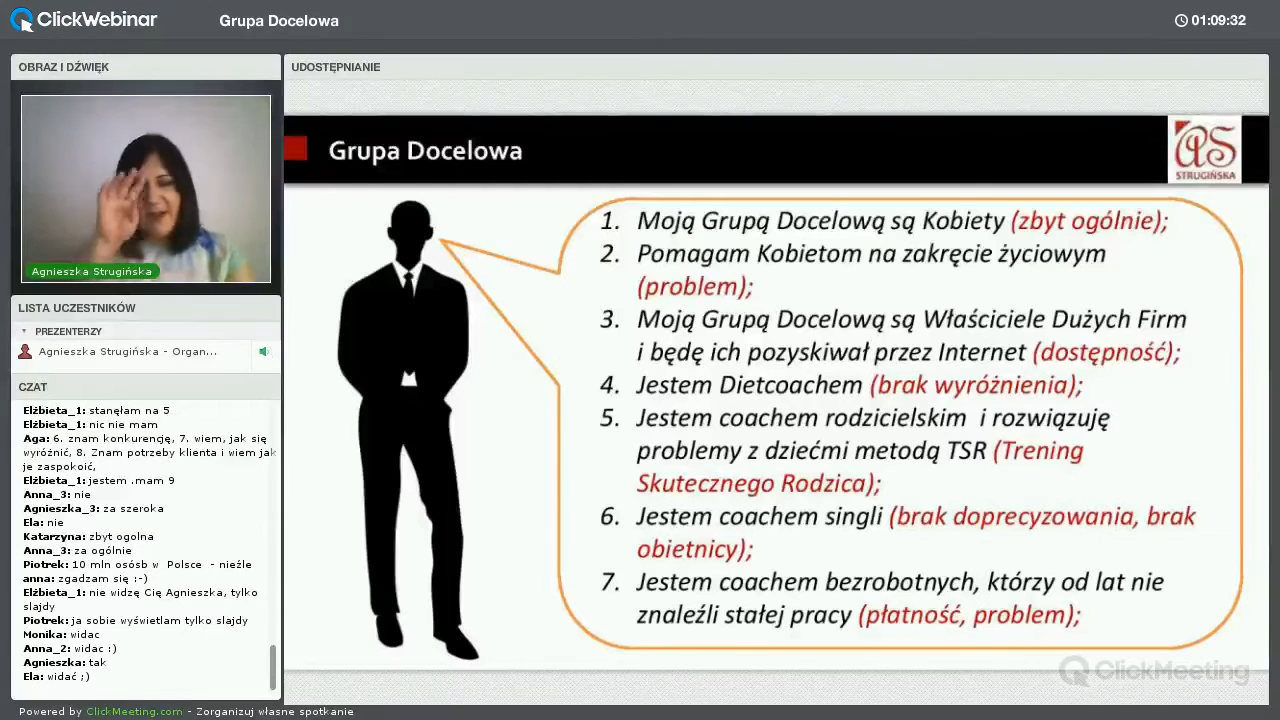 ClickWebinar
Grupa Docelowa
01:09:32
OBRAZ I DŹWIĘK
Agnieszka Strugińska
LISTA UCZESTNIKÓW
PREZENTERZY
Agnieszka Strugińska - Organ...
CZAT
Elżbieta_1: stanęłam na 5
Elżbieta_1: nic nie mam
Aga: 6. znam konkurencję, 7. wiem, jak się
wyróżnić, 8. Znam potrzeby klienta i wiem jak
je zaspokoić,
Elżbieta_1: jestem .mam 9
Anna_3: nie
Agnieszka_3: za szeroka
Ela: nie
Katarzyna: zbyt ogolna
Anna_3: za ogólnie
Piotrek: 10 mln osósb w Polsce - nieźle
anna: zgadzam się :-)
Elżbieta_1: nie widzę Cię Agnieszka, tylko
slajdy
Piotrek: ja sobie wyświetlam tylko slajdy
Monika: widac
Anna_2: widac :)
Agnieszka: tak
Ela: widać ;)
UDOSTĘPNIANIE
Grupa Docelowa
aS
STRUGIŃSKA
1. Moją Grupą Docelową są Kobiety (zbyt ogólnie);
2. Pomagam Kobietom na zakręcie życiowym
(problem);
3. Moją Grupą Docelową są Właściciele Dużych Firm
i będę ich pozyskiwał przez Internet (dostępność);
4. Jestem Dietcoachem (brak wyróżnienia);
5. Jestem coachem rodzicielskim i rozwiązuję
problemy z dziećmi metodą TSR (Trening
Skutecznego Rodzica);
6. Jestem coachem singli (brak doprecyzowania, brak
obietnicy);
7. Jestem coachem bezrobotnych, którzy od lat nie
znaleźli stałej pracy (płatność, problem);
ClickMeeting
Powered by ClickMeeting.com - Zorganizuj własne spotkanie